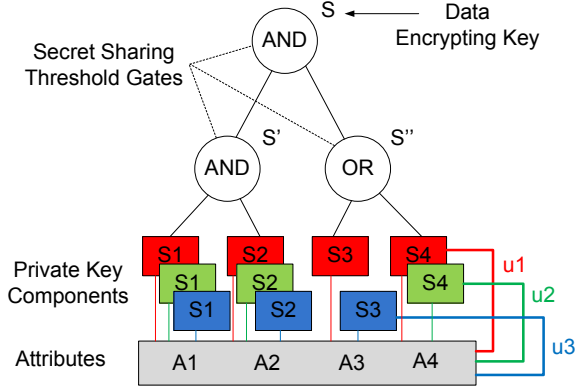 S
Data
Encrypting Key
AND
Secret Sharing
Threshold Gates
S'
S''
AND
OR
S1
S2
S3
S4
u1
Private Key
Components
S1
S2
S4
u2
S1
S2
S3
u3
Attributes
A1
A2
A3
A4